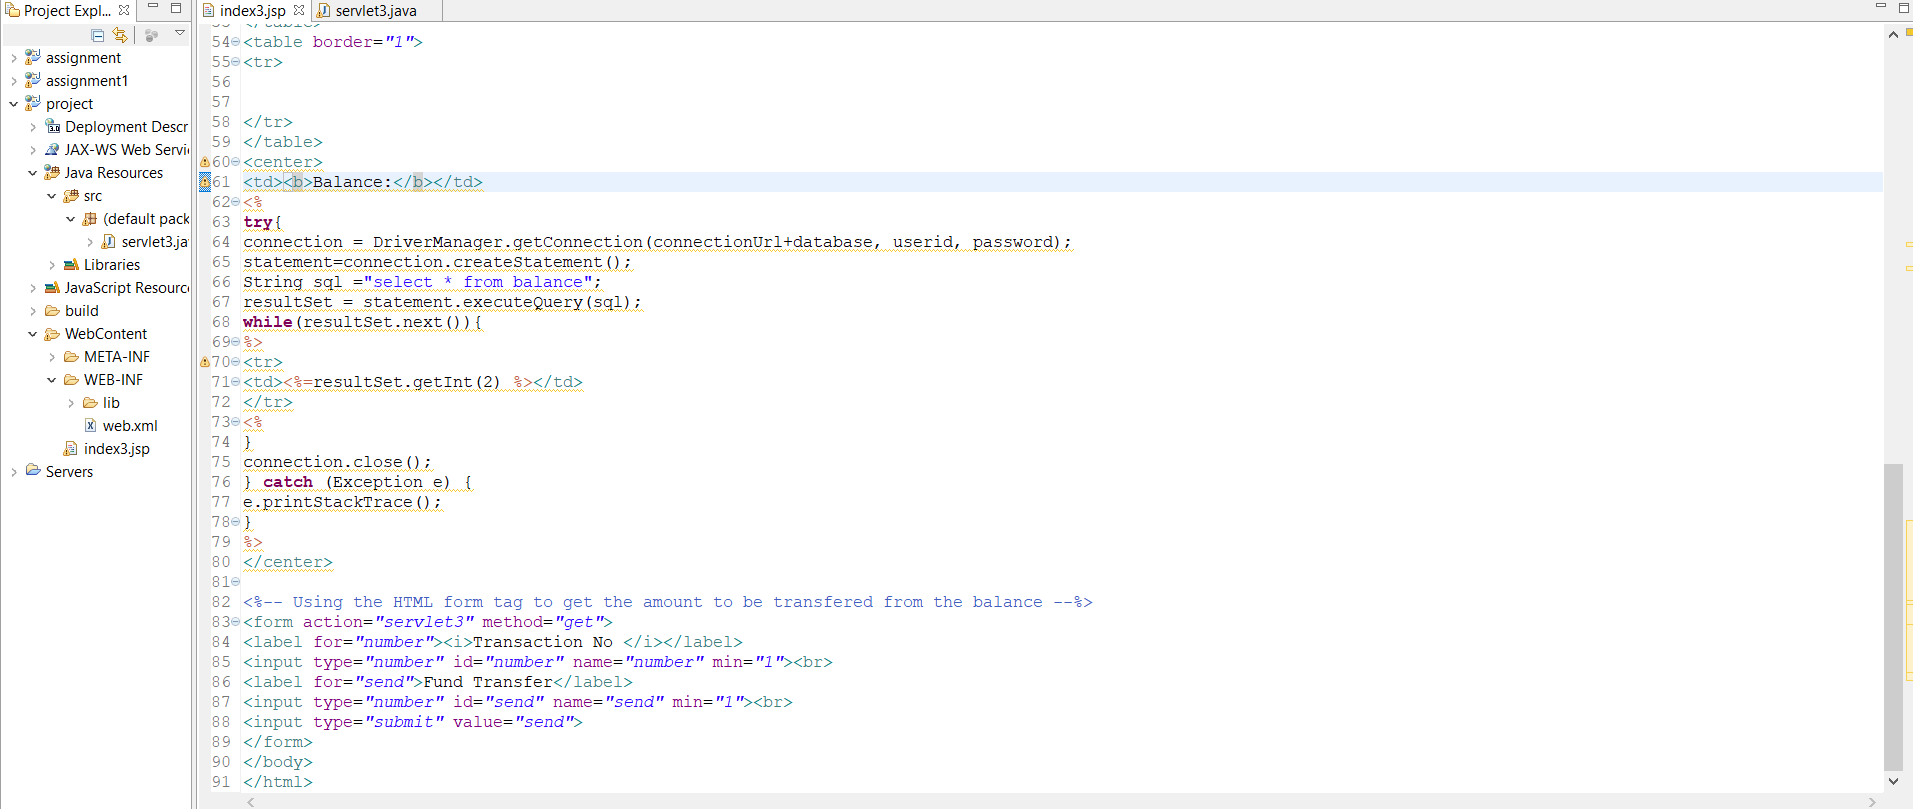 Project Expl...
index3.jsp
servlet3.java
assignment
assignment1
project
Deployment Descr
JAX-WS Web Servi
Java Resources
src
(default pack
servlet3.ja
Libraries
JavaScript Resourc
build
WebContent
META-INF
WEB-INF
lib
web.xml
index3.jsp
Servers
53 </table>
54 <table border="1">
55 <tr>
56
57
58 </tr>
59 </table>
60 <center>
61 <td><b>Balance:</b></td>
62 <%
63 try{
64 connection = DriverManager.getConnection(connectionUrl+database, userid, password);
65 statement=connection.createStatement();
66 String sql ="select * from balance";
67 resultSet = statement.executeQuery(sql);
68 while(resultSet.next()){
69 %>
70 <tr>
71 <td><%=resultSet.getInt(2) %></td>
72 </tr>
73 <%
74 }
75 connection.close();
76 } catch (Exception e) {
77 e.printStackTrace();
78 }
79 %>
80 </center>
81
82 <%-- Using the HTML form tag to get the amount to be transfered from the balance --%>
83 <form action="servlet3" method="get">
84 <label for="number"><i>Transaction No </i></label>
85 <input type="number" id="number" name="number" min="1"><br>
86 <label for="send">Fund Transfer</label>
87 <input type="number" id="send" name="send" min="1"><br>
88 <input type="submit" value="send">
89 </form>
90 </body>
91 </html>